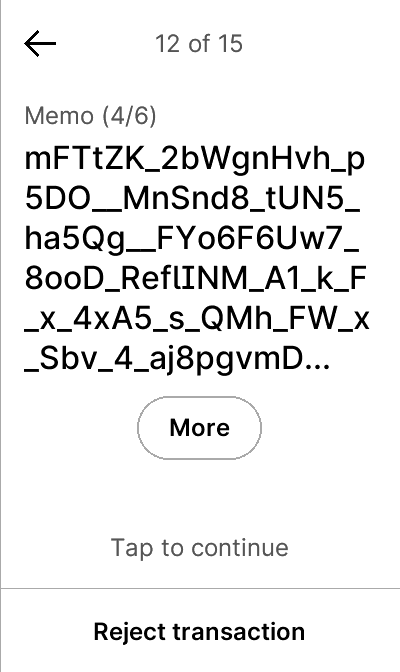 12 of 15
Memo (4/6)
mFTtZK_2bWgnHvh_p
5DO__MnSnd8_tUN5_
ha5Qg__FYo6F6Uw7_
8ooD_ReflINM_A1_k_F
_x_4xA5_s_QMh_FW_x
_Sbv_4_aj8pgvmD...
More
Tap to continue
Reject transaction